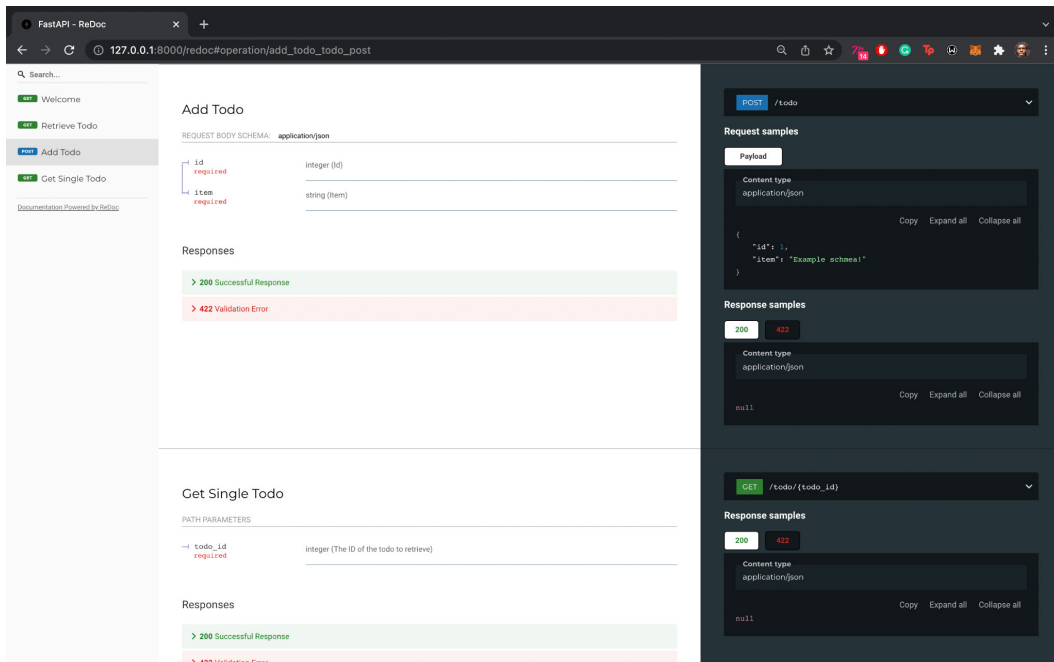 FastAPI - ReDoc
127.0.0.1:8000/redoc#operation/add_todo_todo_post
14
Search...
GET Welcome
GET Retrieve Todo
POST Add Todo
GET Get Single Todo
Documentation Powered by ReDoc
Add Todo
REQUEST BODY SCHEMA: application/json
id
required
integer (Id)
item
required
string (Item)
Responses
200 Successful Response
422 Validation Error
POST /todo
Request samples
Payload
Content type
application/json
Copy Expand all Collapse all
{
"id": 1,
"item": "Example schmea!"
}
Response samples
200 422
Content type
application/json
Copy Expand all Collapse all
null
Get Single Todo
PATH PARAMETERS
todo_id
required
integer (The ID of the todo to retrieve)
Responses
200 Successful Response
422 Validation Error
GET /todo/{todo_id}
Response samples
200 422
Content type
application/json
Copy Expand all Collapse all
null